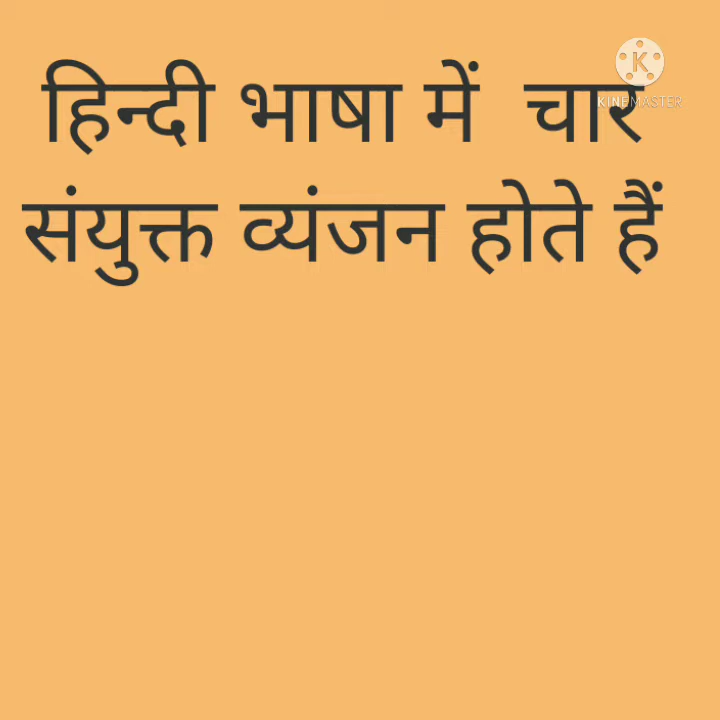 हिन्दी भाषा में चार
संयुक्त व्यंजन होते हैं
K
KINEMASTER